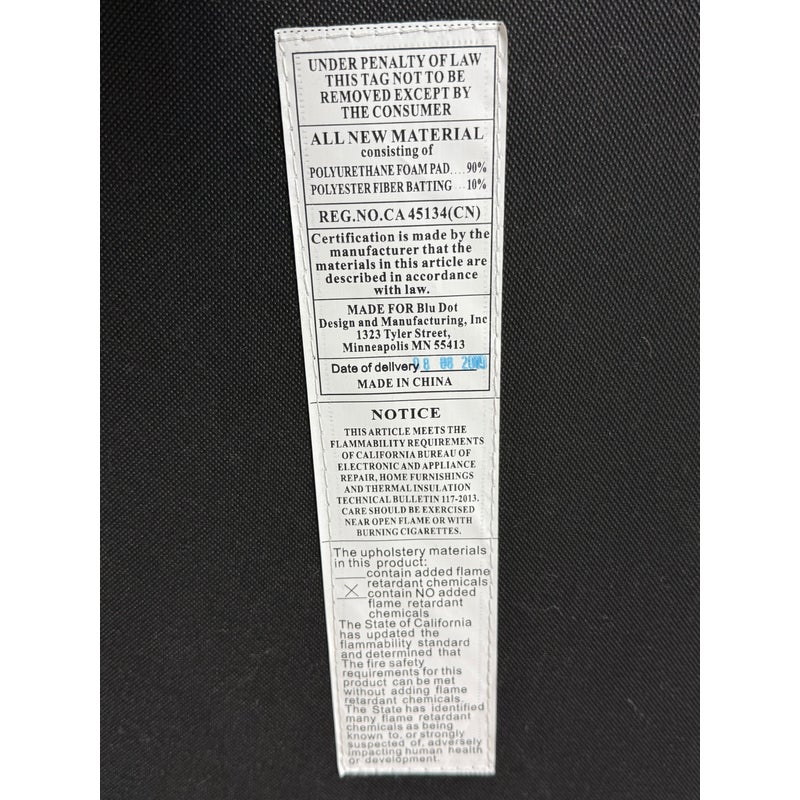 UNDER PENALTY OF LAW
THIS TAG NOT TO BE
REMOVED EXCEPT BY
THE CONSUMER
ALL NEW MATERIAL
consisting of
POLYURETHANE FOAM PAD....90%
POLYESTER FIBER BATTING ...10%
REG.NO.CA 45134(CN)
Certification is made by the
manufacturer that the
materials in this article are
described in accordance
with law.
MADE FOR Blu Dot
Design and Manufacturing, Inc
1323 Tyler Street,
Minneapolis MN 55413
Date of delivery
MADE IN CHINA
NOTICE
THIS ARTICLE MEETS THE
FLAMMABILITY REQUIREMENTS
OF CALIFORNIA BUREAU OF
ELECTRONIC AND APPLIANCE
REPAIR, HOME FURNISHINGS
AND THERMAL INSULATION
TECHNICAL BULLETIN 117-2013.
CARE SHOULD BE EXERCISED
NEAR OPEN FLAME OR WITH
BURNING CIGARETTES.
The upholstery materials
in this product:
contain added flame
retardant chemicals
X contain NO added
flame retardant
chemicals
The State of California
has updated the
flammability standard
and determined that
The fire safety
requirements for this
product can be met
without adding flame
retardant chemicals.
The State has identified
many flame retardant
chemicals as being
known to, or strongly
suspected of, adversely
impacting human health
or development.